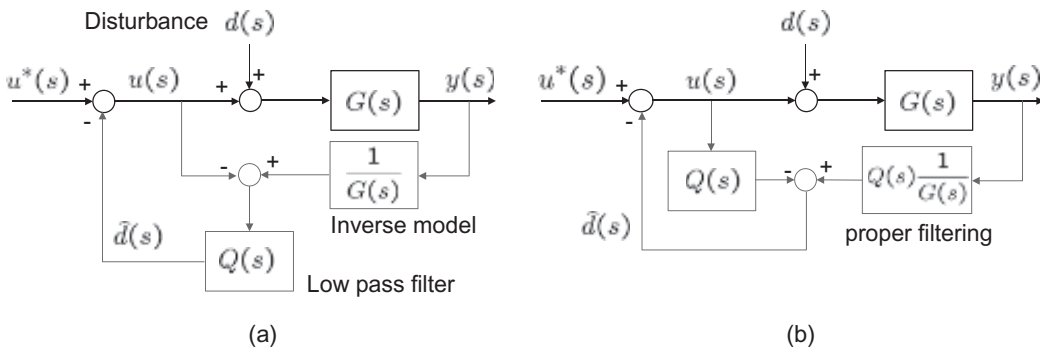 Disturbance d(s)
u*(s) + u(s) + + y(s)
G(s)
-
- +
1/G(s)
Inverse model
d̃(s)
Q(s)
Low pass filter
(a)
d(s)
u*(s) + u(s) + + y(s)
G(s)
-
Q(s) - + Q(s) 1/G(s)
d̃(s)
proper filtering
(b)